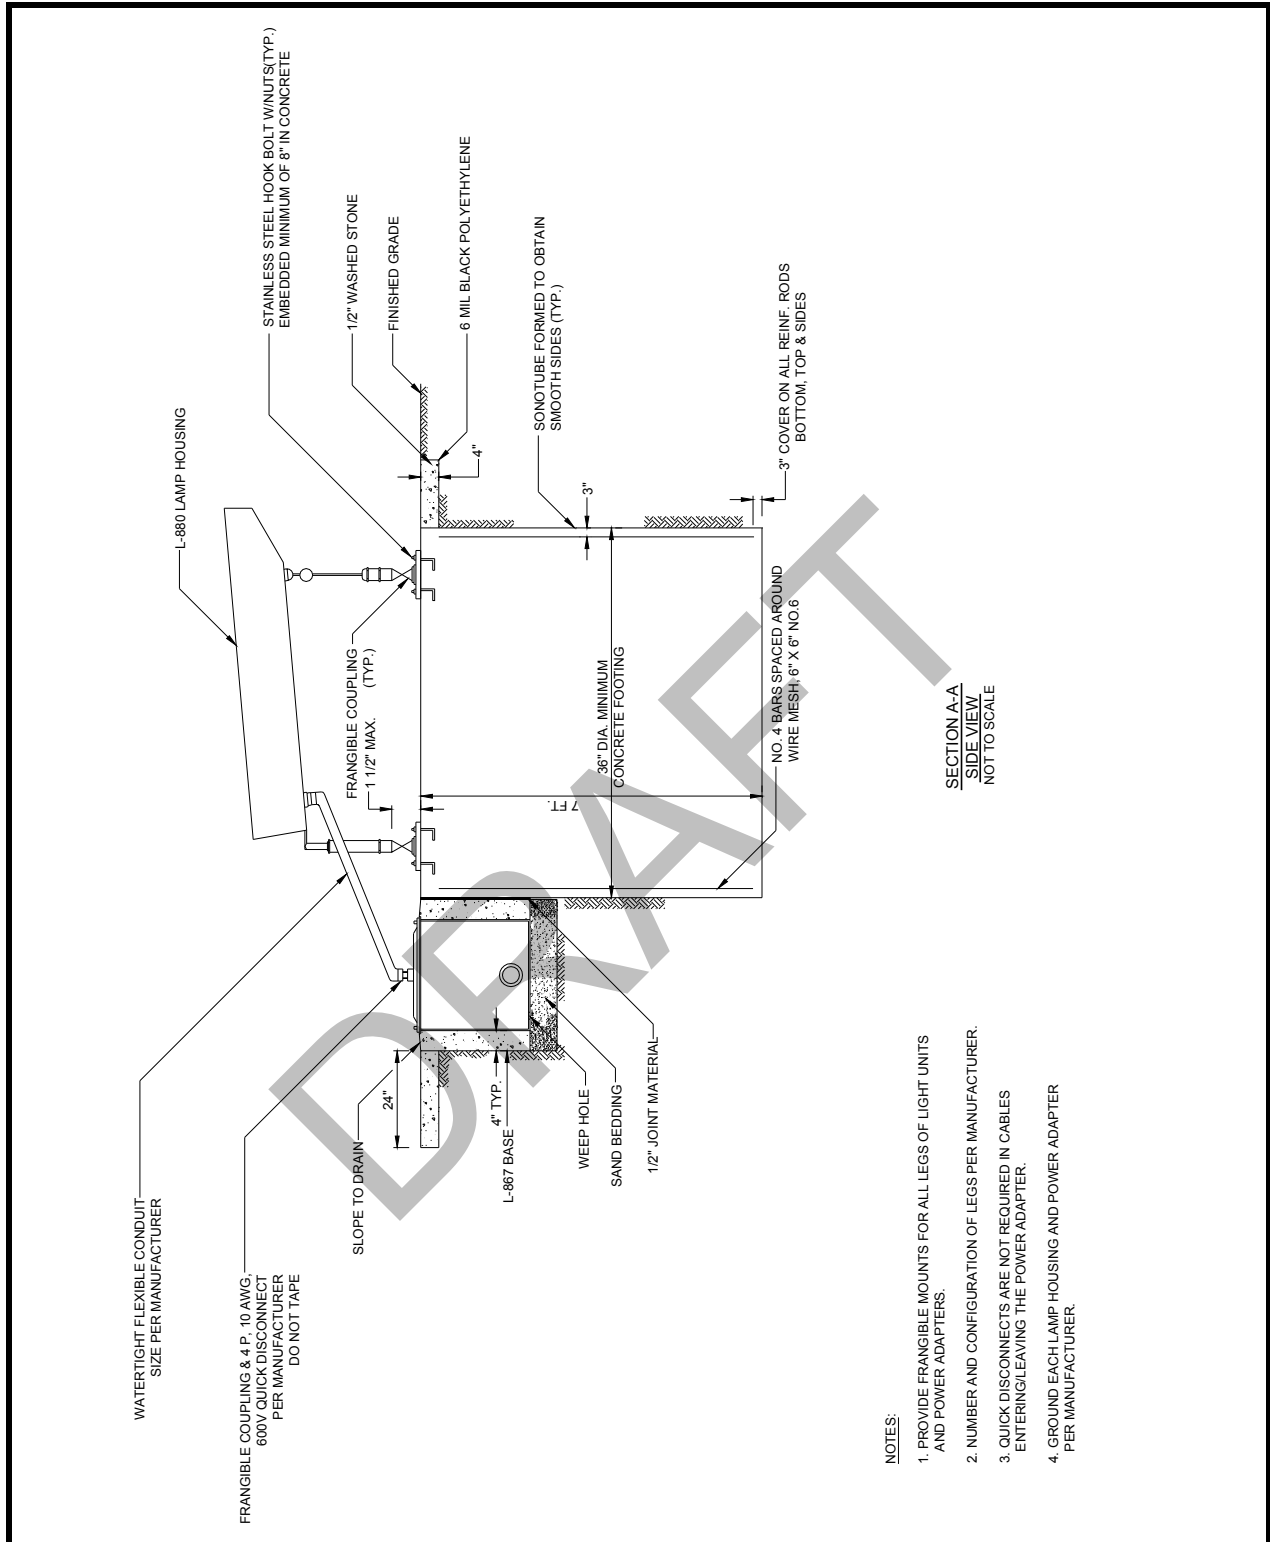 WATERTIGHT FLEXIBLE CONDUIT
SIZE PER MANUFACTURER
FRANGIBLE COUPLING & 4 P, 10 AWG,
600V QUICK DISCONNECT
PER MANUFACTURER
DO NOT TAPE
L-880 LAMP HOUSING
STAINLESS STEEL HOOK BOLT W/NUTS(TYP.)
EMBEDDED MINIMUM OF 8" IN CONCRETE
1/2" WASHED STONE
FINISHED GRADE
6 MIL BLACK POLYETHYLENE
FRANGIBLE COUPLING
(TYP.)
1 1/2" MAX.
SLOPE TO DRAIN
24"
4"
4" TYP.
L-867 BASE
SONOTUBE FORMED TO OBTAIN
SMOOTH SIDES (TYP.)
3"
WEEP HOLE
SAND BEDDING
1/2" JOINT MATERIAL
7 FT.
36" DIA. MINIMUM
CONCRETE FOOTING
3" COVER ON ALL REINF. RODS
BOTTOM, TOP & SIDES
NO. 4 BARS SPACED AROUND
WIRE MESH, 6" X 6" NO.6
DRAFT
SECTION A-A
SIDE VIEW
NOT TO SCALE
NOTES:
1. PROVIDE FRANGIBLE MOUNTS FOR ALL LEGS OF LIGHT UNITS
AND POWER ADAPTERS.
2. NUMBER AND CONFIGURATION OF LEGS PER MANUFACTURER.
3. QUICK DISCONNECTS ARE NOT REQUIRED IN CABLES
ENTERING/LEAVING THE POWER ADAPTER.
4. GROUND EACH LAMP HOUSING AND POWER ADAPTER
PER MANUFACTURER.